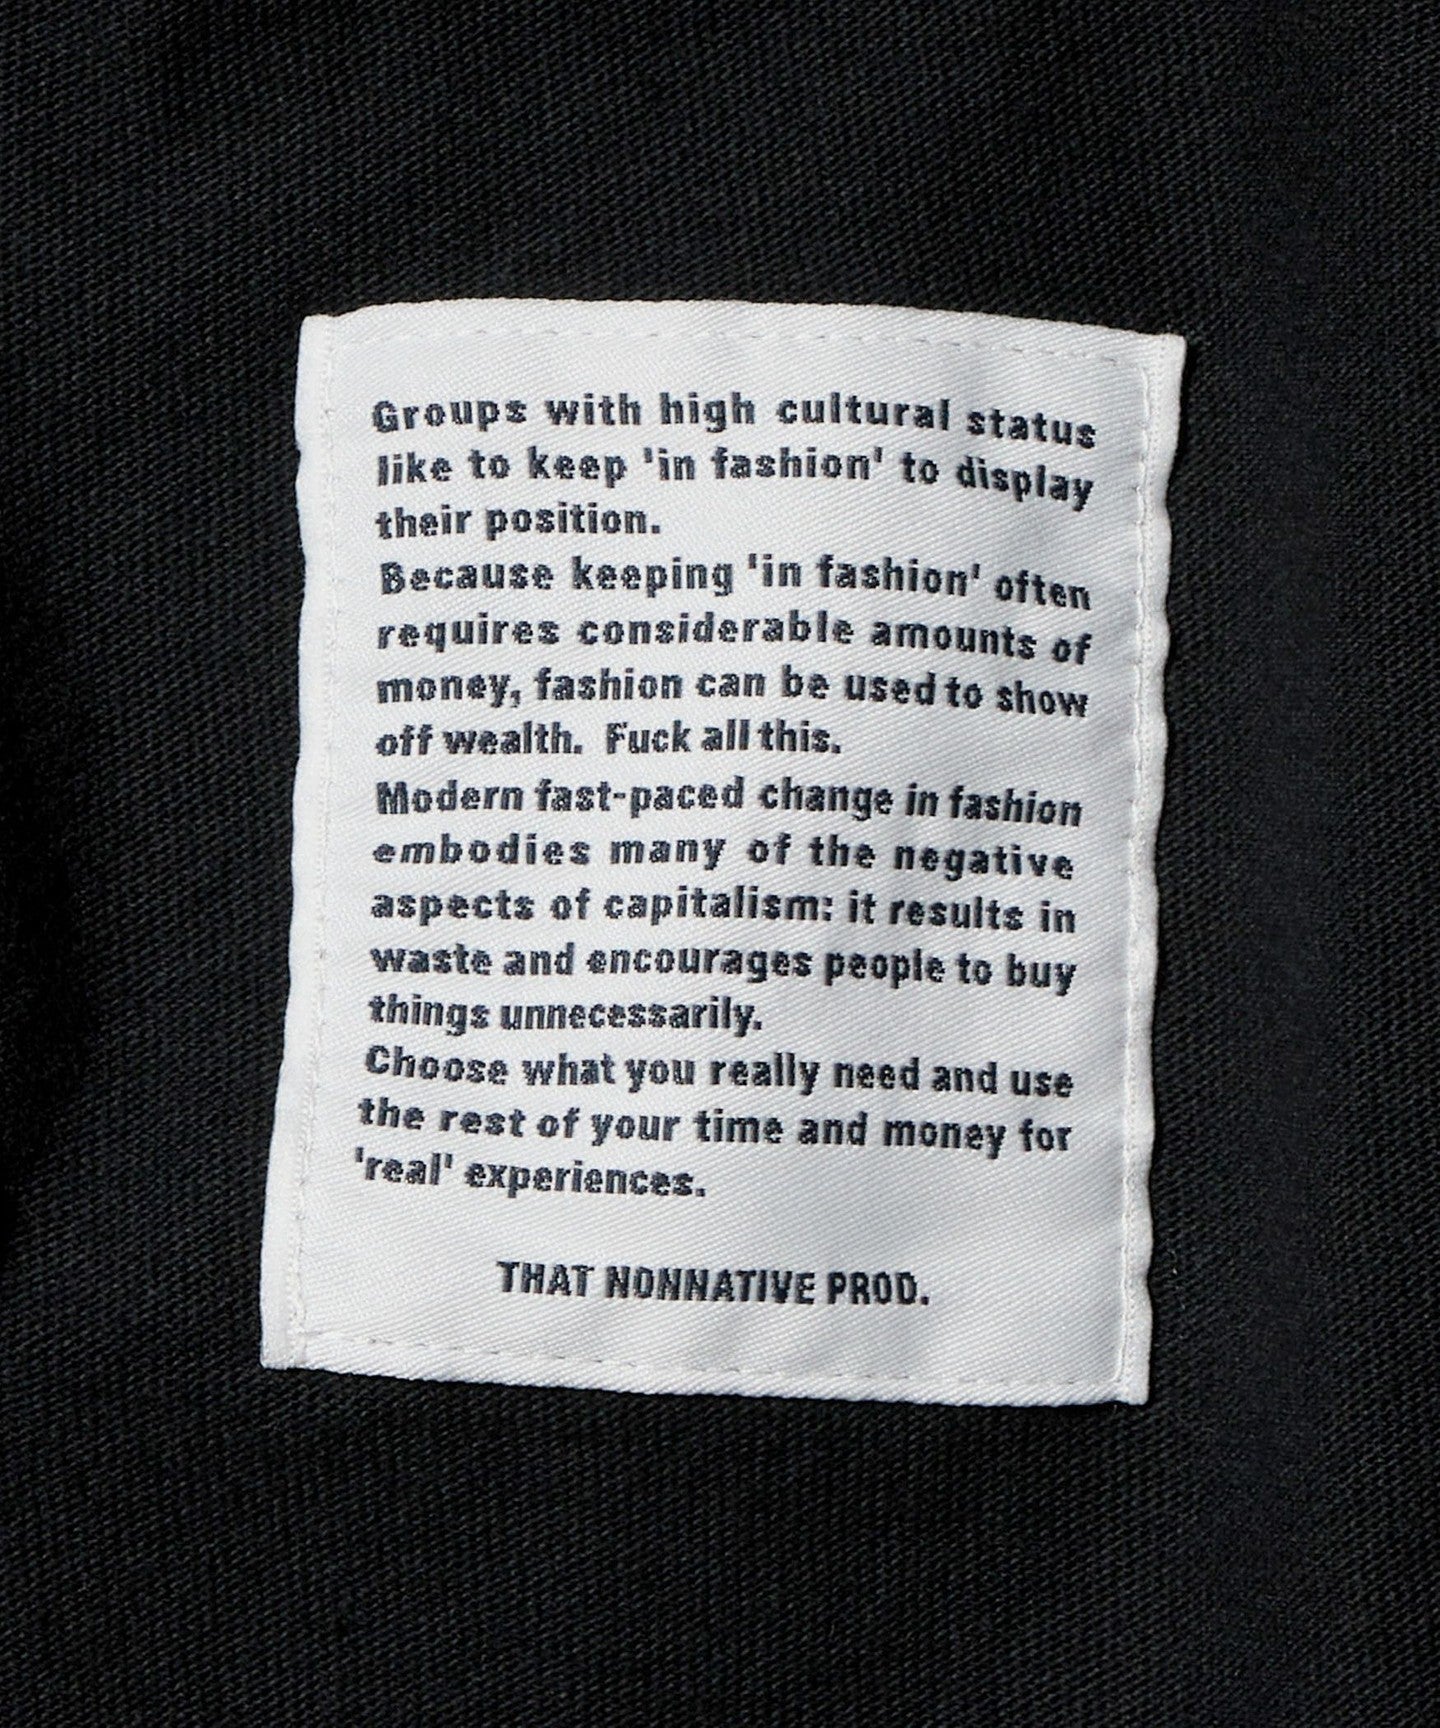 Groups with high cultural status
like to keep 'in fashion' to display
their position.
Because keeping 'in fashion' often
requires considerable amounts of
money, fashion can be used to show
off wealth. Fuck all this.
Modern fast-paced change in fashion
embodies many of the negative
aspects of capitalism: it results in
waste and encourages people to buy
things unnecessarily.
Choose what you really need and use
the rest of your time and money for
'real' experiences.
THAT NONNATIVE PROD.